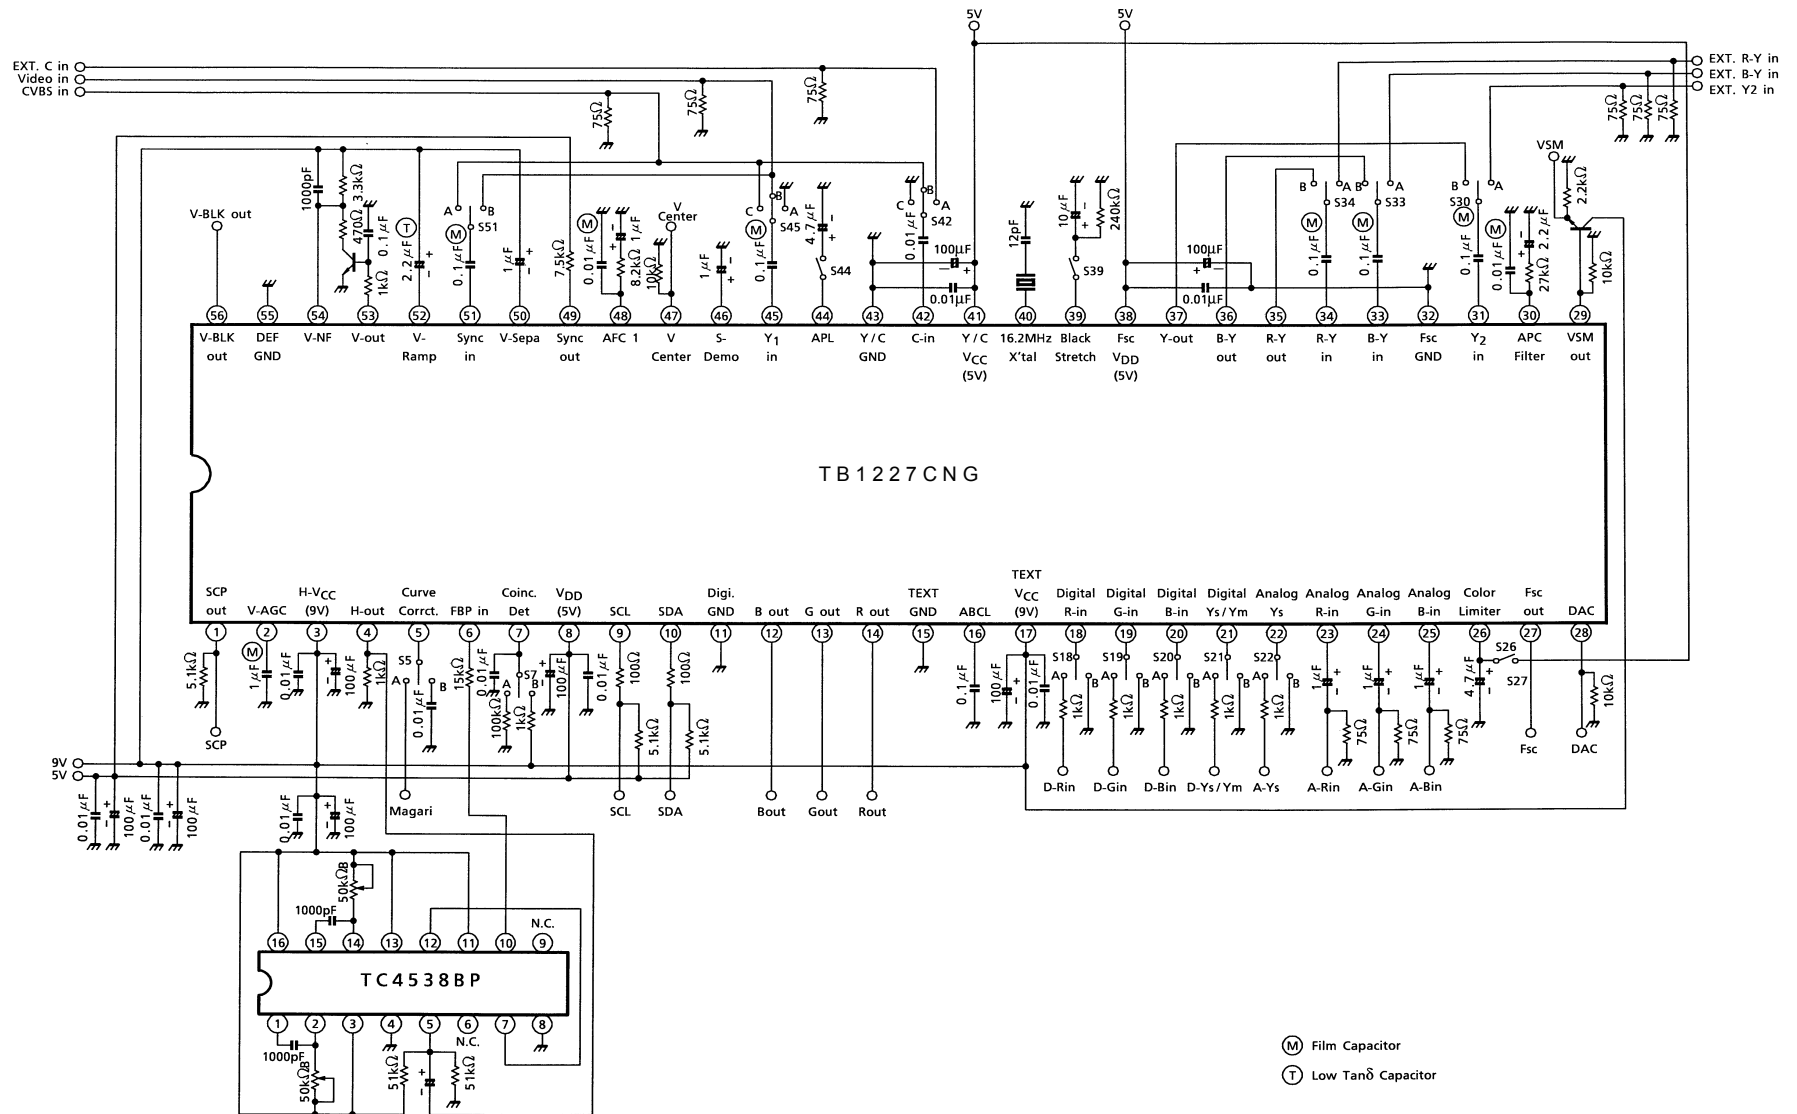 5V
5V
EXT. C in
Video in
CVBS in
EXT. R-Y in
EXT. B-Y in
EXT. Y2 in
75Ω
75Ω
75Ω
75Ω
75Ω
75Ω
V-BLK out
1000pF
3.3kΩ
470Ω
0.1μF
1kΩ
T
2.2μF
A
B
S51
M
0.1μF
1μF
7.5kΩ
M
0.01μF
1μF
8.2kΩ
V
Center
10kΩ
1μF
C
B
A
S45
M
0.1μF
4.7μF
S44
C
B
A
S42
0.01μF
100μF
0.01μF
12pF
10μF
240kΩ
S39
100μF
0.01μF
B
A
S34
M
0.1μF
B
A
S33
M
0.1μF
B
A
S30
M
0.1μF
M
0.01μF
2.2μF
27kΩ
VSM
2.2kΩ
10kΩ
56 55 54 53 52 51 50 49 48 47 46 45 44 43 42 41 40 39 38 37 36 35 34 33 32 31 30 29
V-BLK out
DEF GND
V-NF
V-out
V-Ramp
Sync in
V-Sepa
Sync out
AFC 1
V Center
S-Demo
Y1 in
APL
Y/C GND
C-in
Y/C VCC (5V)
16.2MHz X'tal
Black Stretch
Fsc VDD (5V)
Y-out
B-Y out
R-Y out
R-Y in
B-Y in
Fsc GND
Y2 in
APC Filter
VSM out
TB1227CNG
SCP out
V-AGC
H-VCC (9V)
H-out
Curve Corrct.
FBP in
Coinc. Det
VDD (5V)
SCL
SDA
Digi. GND
B out
G out
R out
TEXT GND
ABCL
TEXT VCC (9V)
Digital R-in
Digital G-in
Digital B-in
Digital Ys/Ym
Analog Ys
Analog R-in
Analog G-in
Analog B-in
Color Limiter
Fsc out
DAC
1 2 3 4 5 6 7 8 9 10 11 12 13 14 15 16 17 18 19 20 21 22 23 24 25 26 27 28
5.1kΩ
SCP
M
1μF
0.01μF
100μF
1kΩ
S5
A
B
0.01μF
Magari
15kΩ
0.01μF
S7
A
B
100kΩ
1kΩ
100μF
0.01μF
100Ω
5.1kΩ
SCL
100Ω
5.1kΩ
SDA
Bout
Gout
Rout
0.1μF
100μF
0.01μF
S18
A
B
1kΩ
D-Rin
S19
A
B
1kΩ
D-Gin
S20
A
B
1kΩ
D-Bin
S21
A
B
1kΩ
D-Ys/Ym
S22
A
B
1kΩ
A-Ys
1μF
75Ω
A-Rin
1μF
75Ω
A-Gin
1μF
75Ω
A-Bin
4.7μF
S26
S27
Fsc
10kΩ
DAC
9V
5V
0.01μF
100μF
0.01μF
100μF
0.01μF
100μF
50kΩB
1000pF
N.C.
16 15 14 13 12 11 10 9
TC4538BP
1 2 3 4 5 6 7 8
N.C.
1000pF
50kΩB
51kΩ
51kΩ
M Film Capacitor
T Low Tanδ Capacitor